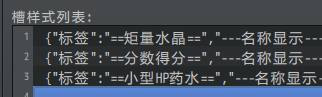 槽样式列表:
1 {"标签":"==矩量水晶==","---名称显示---
2 {"标签":"==分数得分==","---名称显示---
3 {"标签":"==小型HP药水==","---名称显示-